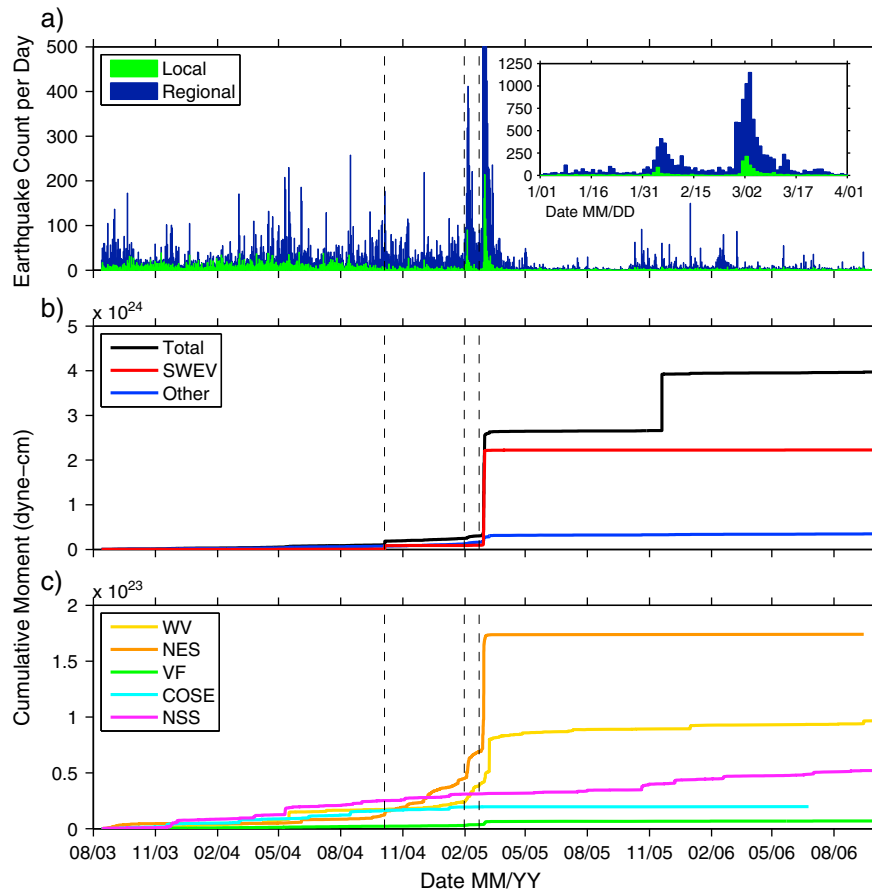 a)
Earthquake Count per Day
500
400
300
200
100
0
Local
Regional
1250
1000
750
500
250
0
1/01 1/16 1/31 2/15 3/02 3/17 4/01
Date MM/DD
b)
x 10^24
5
4
3
2
1
0
Total
SWEV
Other
Cumulative Moment (dyne-cm)
c)
x 10^23
2
1.5
1
0.5
0
WV
NES
VF
COSE
NSS
08/03 11/03 02/04 05/04 08/04 11/04 02/05 05/05 08/05 11/05 02/06 05/06 08/06
Date MM/YY